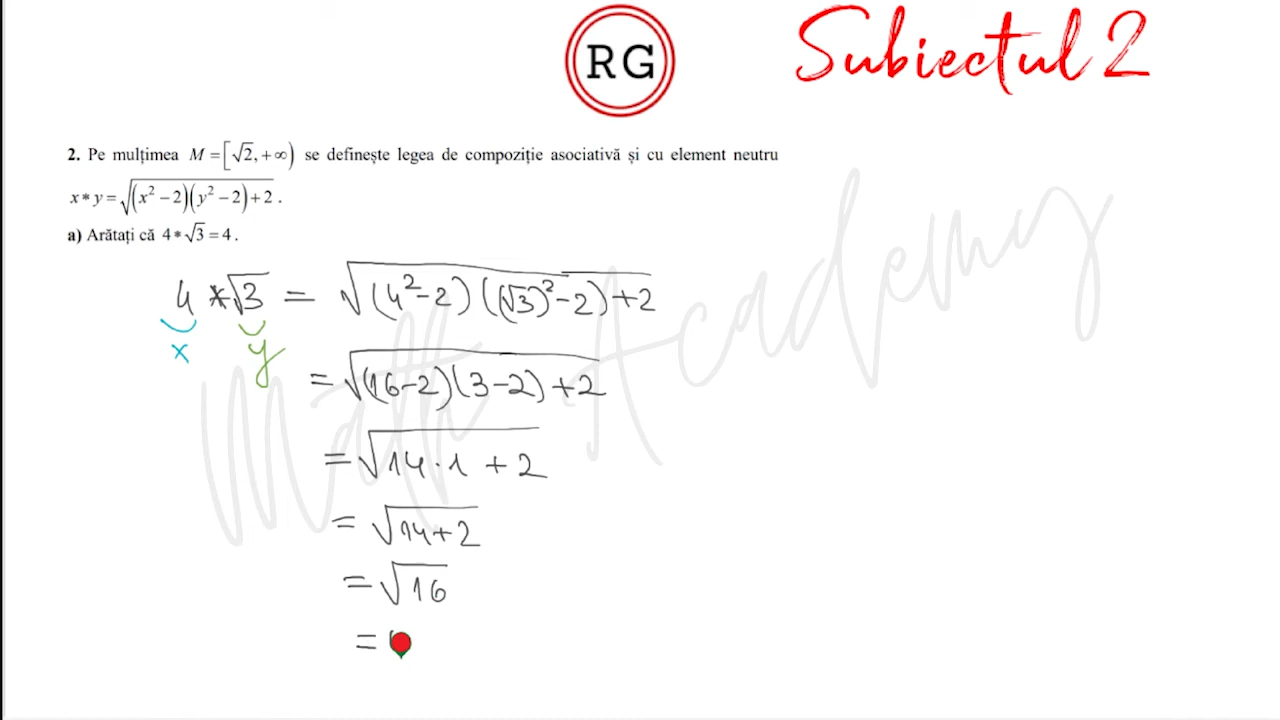 RG
Subiectul 2
2. Pe mulțimea M = [√2, +∞) se definește legea de compoziție asociativă și cu element neutru
x * y = √((x² − 2)(y² − 2) + 2) .
a) Arătați că 4 * √3 = 4 .
4 * √3 = √((4² − 2)((√3)² − 2) + 2)
x y
= √((16 − 2)(3 − 2) + 2)
= √(14 · 1 + 2)
= √(14 + 2)
= √16
=
Math Academy